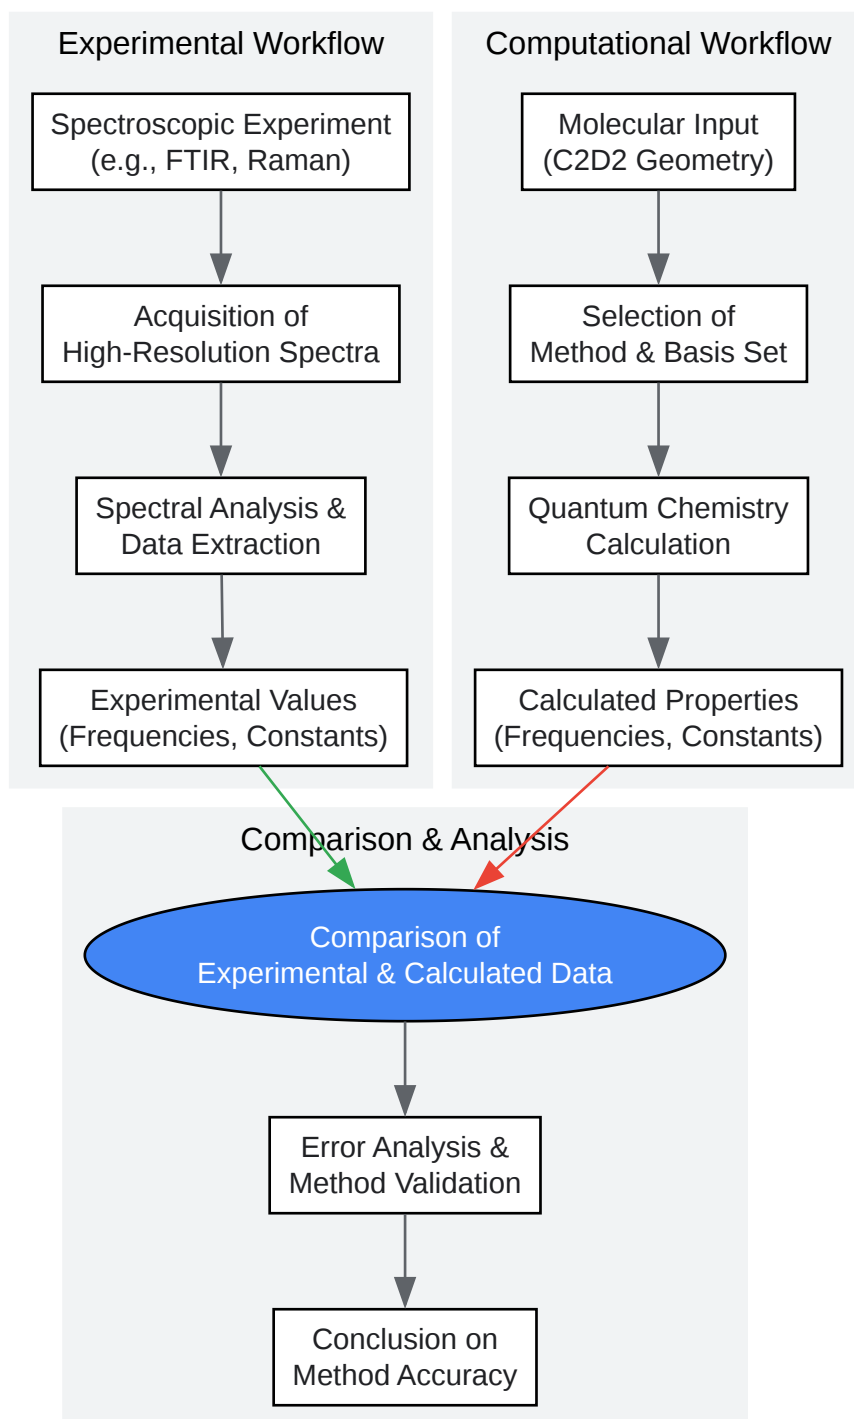 Experimental Workflow
Spectroscopic Experiment
(e.g., FTIR, Raman)
Acquisition of
High-Resolution Spectra
Spectral Analysis &
Data Extraction
Experimental Values
(Frequencies, Constants)
Computational Workflow
Molecular Input
(C2D2 Geometry)
Selection of
Method & Basis Set
Quantum Chemistry
Calculation
Calculated Properties
(Frequencies, Constants)
Comparison & Analysis
Comparison of
Experimental & Calculated Data
Error Analysis &
Method Validation
Conclusion on
Method Accuracy